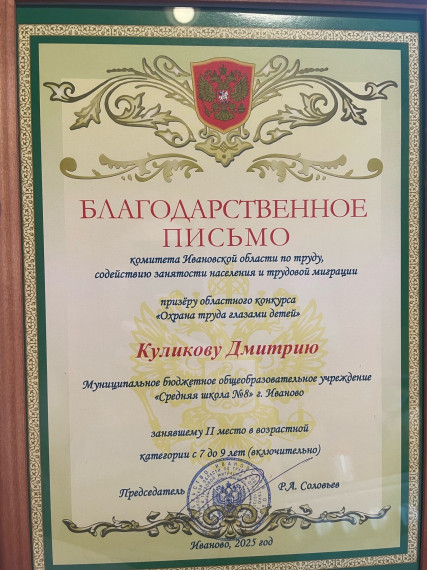 БЛАГОДАРСТВЕННОЕ
ПИСЬМО
комитета Ивановской области по труду,
содействию занятости населения и трудовой миграции
призёру областного конкурса
«Охрана труда глазами детей»
Куликову Дмитрию
Муниципальное бюджетное общеобразовательное учреждение
«Средняя школа №8» г. Иваново
занявшему II место в возрастной
категории с 7 до 9 лет (включительно)
Председатель Р.А. Соловьев
Иваново, 2025 год